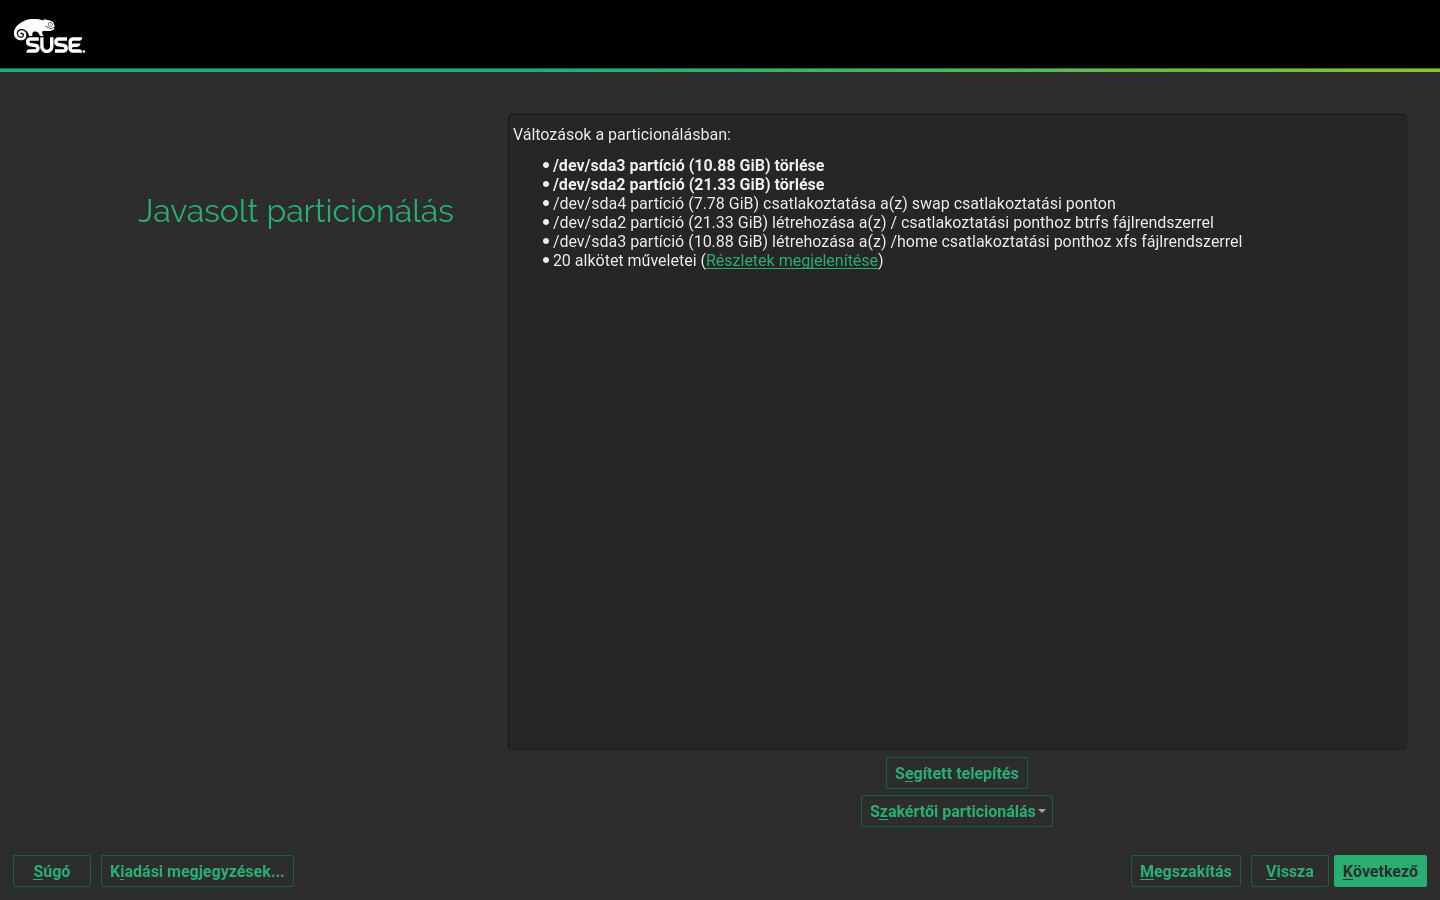 SUSE
Javasolt particionálás
Változások a particionálásban:
/dev/sda3 partíció (10.88 GiB) törlése
/dev/sda2 partíció (21.33 GiB) törlése
/dev/sda4 partíció (7.78 GiB) csatlakoztatása a(z) swap csatlakoztatási ponton
/dev/sda2 partíció (21.33 GiB) létrehozása a(z) / csatlakoztatási ponthoz btrfs fájlrendszerrel
/dev/sda3 partíció (10.88 GiB) létrehozása a(z) /home csatlakoztatási ponthoz xfs fájlrendszerrel
20 alkötet műveletei (Részletek megjelenítése)
Segített telepítés
Szakértői particionálás
Súgó
Kiadási megjegyzések...
Megszakítás
Vissza
Következő